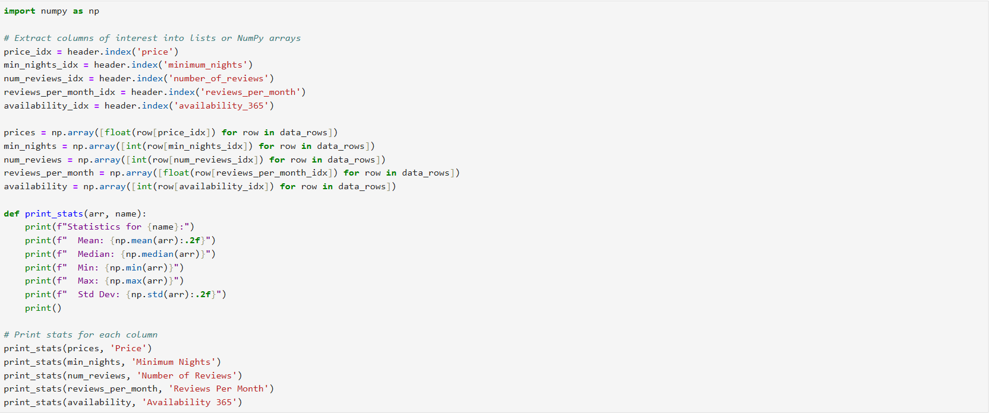 import numpy as np
# Extract columns of interest into lists or NumPy arrays
price_idx = header.index('price')
min_nights_idx = header.index('minimum_nights')
num_reviews_idx = header.index('number_of_reviews')
reviews_per_month_idx = header.index('reviews_per_month')
availability_idx = header.index('availability_365')
prices = np.array([float(row[price_idx]) for row in data_rows])
min_nights = np.array([int(row[min_nights_idx]) for row in data_rows])
num_reviews = np.array([int(row[num_reviews_idx]) for row in data_rows])
reviews_per_month = np.array([float(row[reviews_per_month_idx]) for row in data_rows])
availability = np.array([int(row[availability_idx]) for row in data_rows])
def print_stats(arr, name):
    print(f"Statistics for {name}:")
    print(f"  Mean: {np.mean(arr):.2f}")
    print(f"  Median: {np.median(arr)}")
    print(f"  Min: {np.min(arr)}")
    print(f"  Max: {np.max(arr)}")
    print(f"  Std Dev: {np.std(arr):.2f}")
    print()
# Print stats for each column
print_stats(prices, 'Price')
print_stats(min_nights, 'Minimum Nights')
print_stats(num_reviews, 'Number of Reviews')
print_stats(reviews_per_month, 'Reviews Per Month')
print_stats(availability, 'Availability 365')